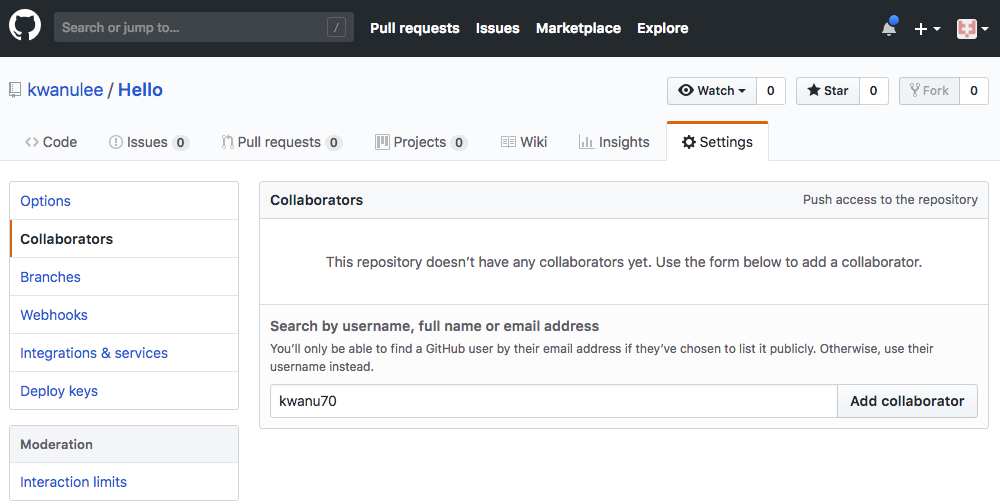 Search or jump to…
/
Pull requests
Issues
Marketplace
Explore
kwanulee / Hello
Watch
0
Star
0
Fork
0
Code
Issues 0
Pull requests 0
Projects 0
Wiki
Insights
Settings
Options
Collaborators
Branches
Webhooks
Integrations & services
Deploy keys
Moderation
Interaction limits
Collaborators
Push access to the repository
This repository doesn’t have any collaborators yet. Use the form below to add a collaborator.
Search by username, full name or email address
You’ll only be able to find a GitHub user by their email address if they’ve chosen to list it publicly. Otherwise, use their
username instead.
kwanu70
Add collaborator